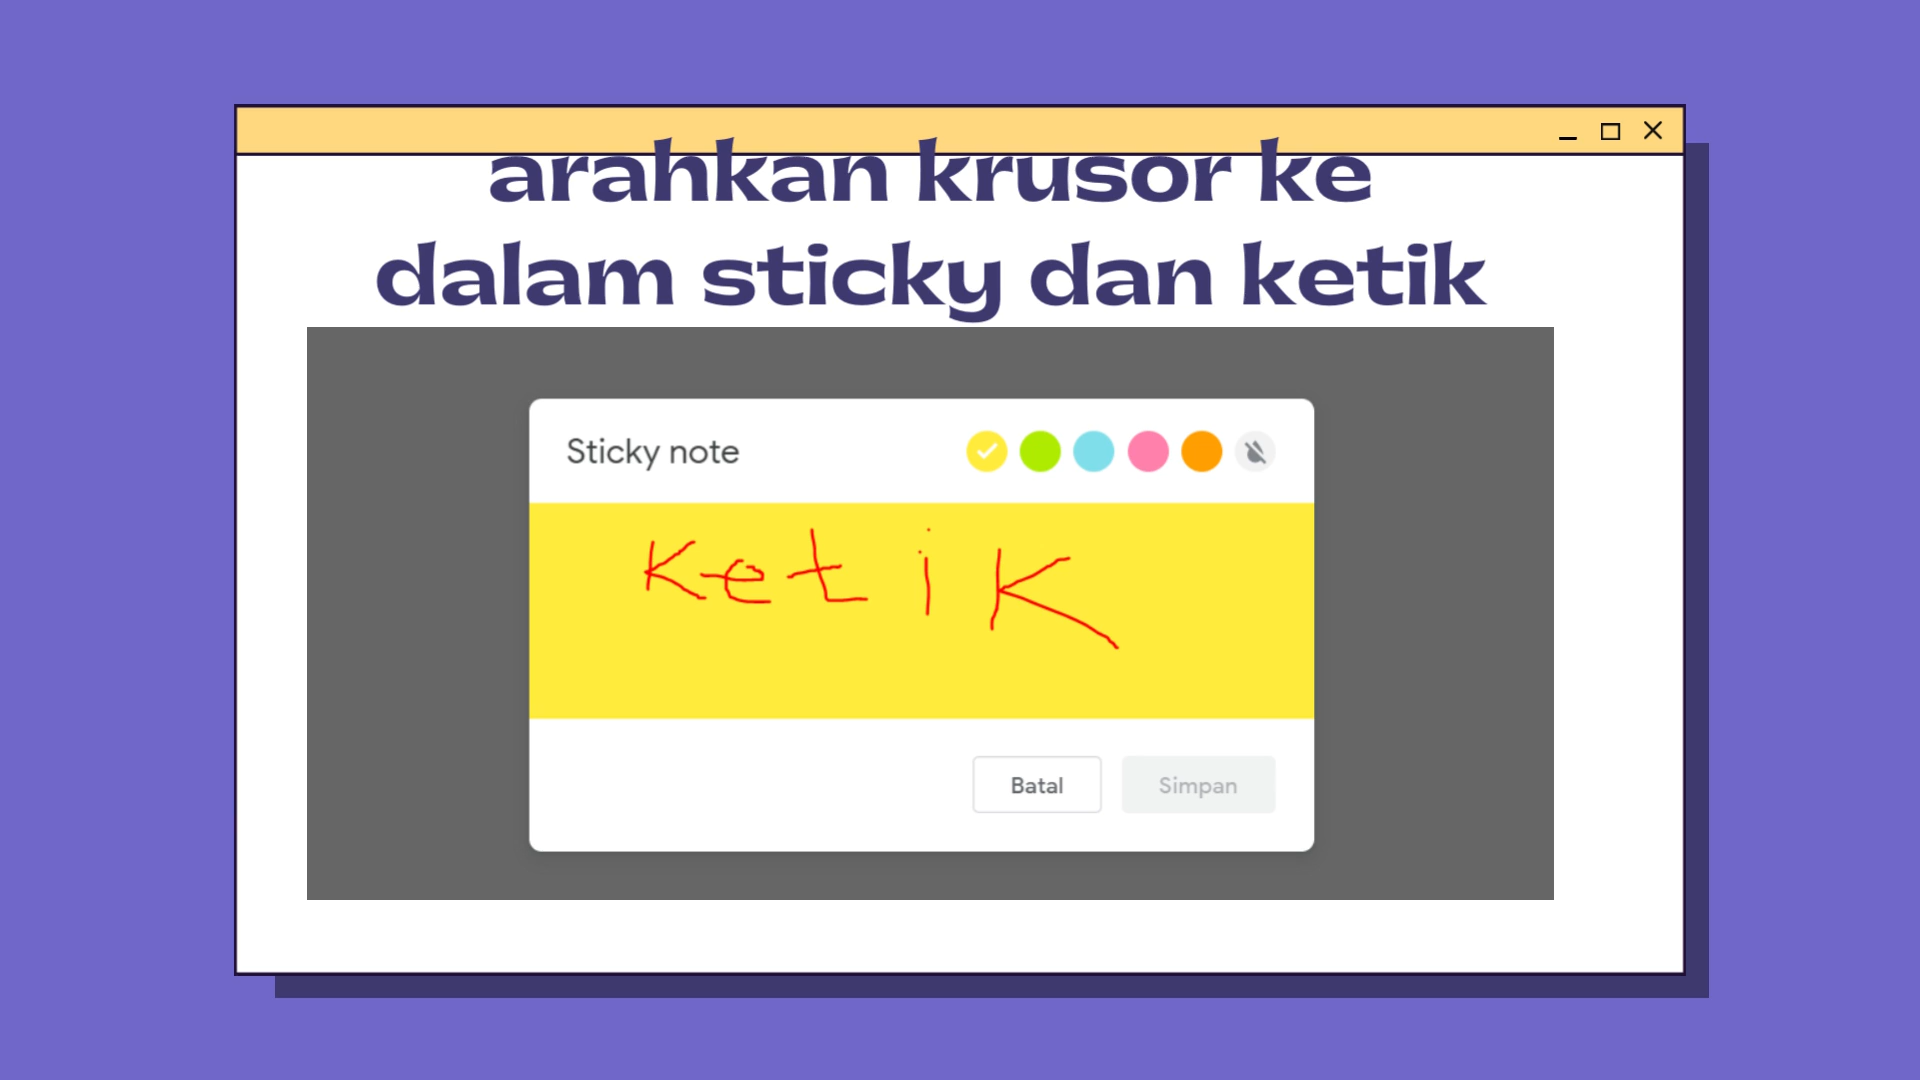 arahkan krusor ke
dalam sticky dan ketik
Sticky note
Ketik
Batal
Simpan